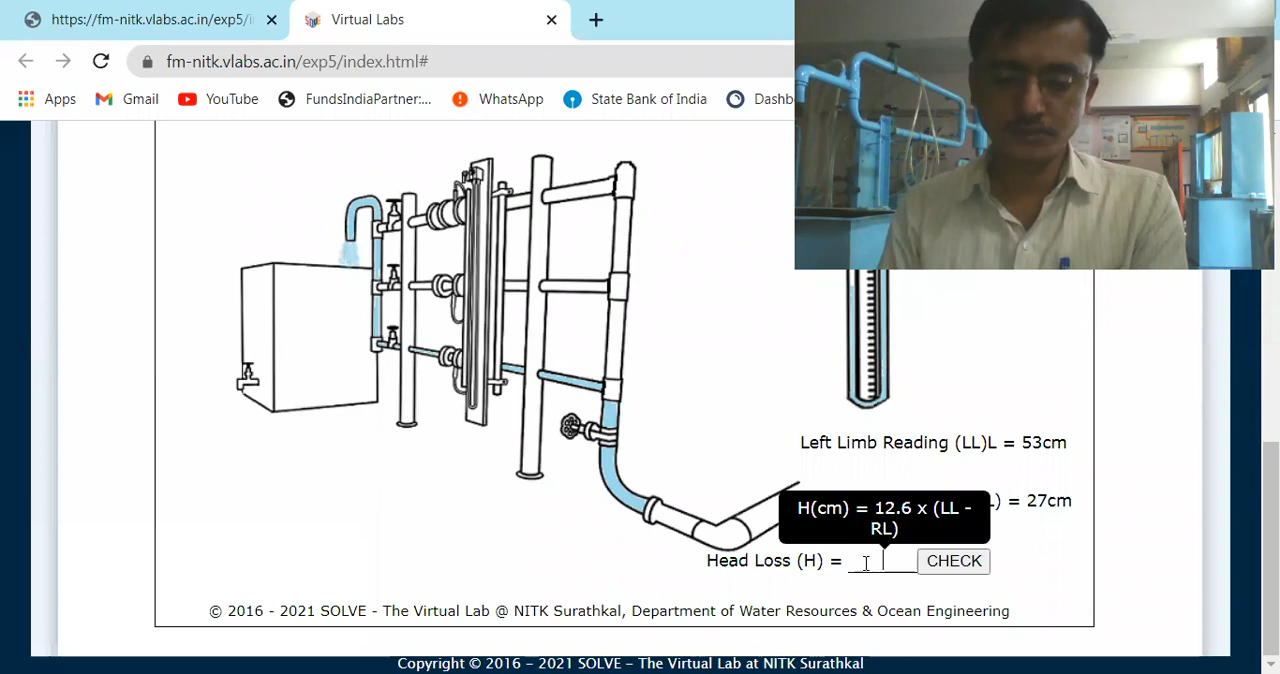 https://fm-nitk.vlabs.ac.in/exp5/i
Virtual Labs
fm-nitk.vlabs.ac.in/exp5/index.html#
Apps Gmail YouTube FundsIndiaPartner:... WhatsApp State Bank of India Dashb
Left Limb Reading (LL)L = 53cm
L) = 27cm
H(cm) = 12.6 x (LL -
RL)
Head Loss (H) = CHECK
© 2016 - 2021 SOLVE - The Virtual Lab @ NITK Surathkal, Department of Water Resources & Ocean Engineering
Copyright © 2016 – 2021 SOLVE – The Virtual Lab at NITK Surathkal